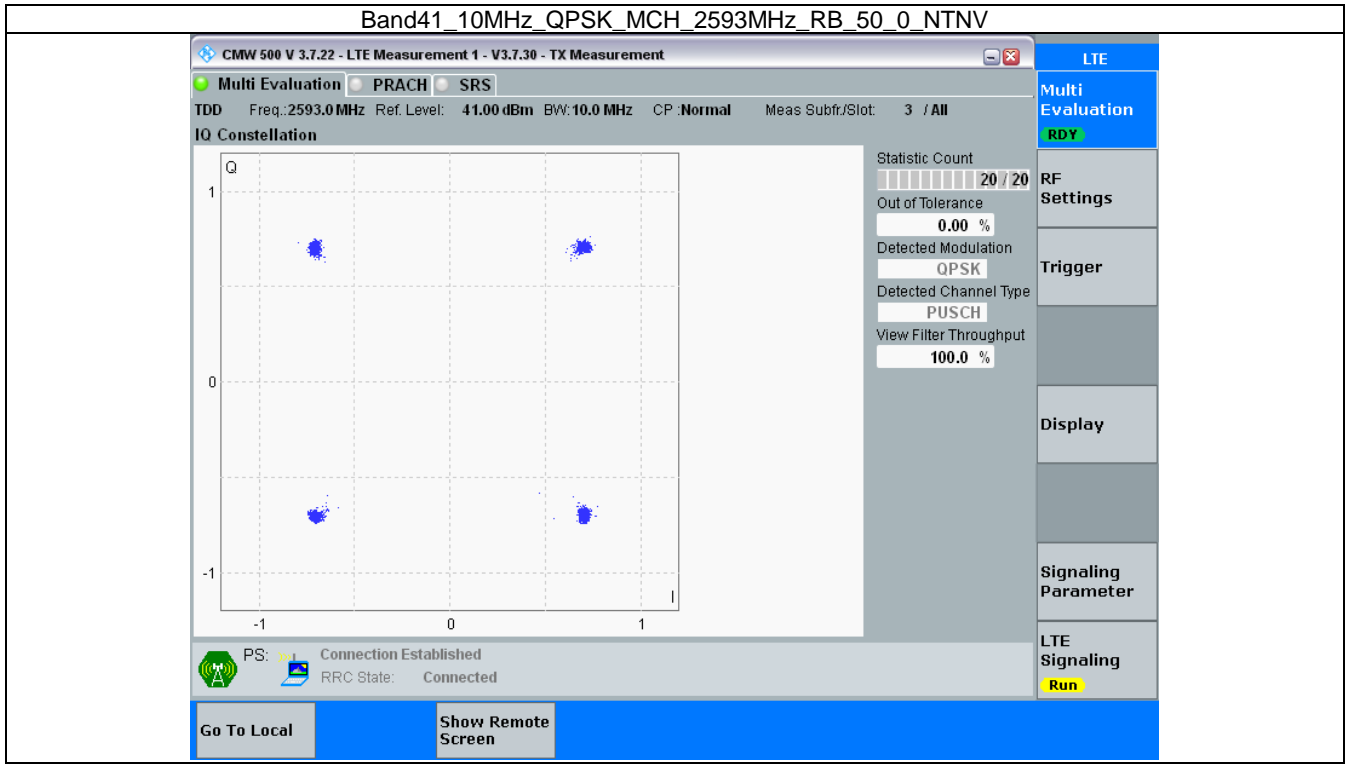 Band41_10MHz_QPSK_MCH_2593MHz_RB_50_0_NTNV
CMW 500 V 3.7.22 - LTE Measurement 1 - V3.7.30 - TX Measurement
LTE
Multi Evaluation PRACH SRS
TDD Freq.:2593.0 MHz Ref. Level: 41.00 dBm BW:10.0 MHz CP :Normal Meas Subfr./Slot: 3 / All
IQ Constellation
Q
1
0
-1
I
-1 0 1
Statistic Count
20 / 20
Out of Tolerance
0.00 %
Detected Modulation
QPSK
Detected Channel Type
PUSCH
View Filter Throughput
100.0 %
Multi
Evaluation
RDY
RF
Settings
Trigger
Display
Signaling
Parameter
LTE
Signaling
Run
PS: Connection Established
RRC State: Connected
Go To Local
Show Remote
Screen